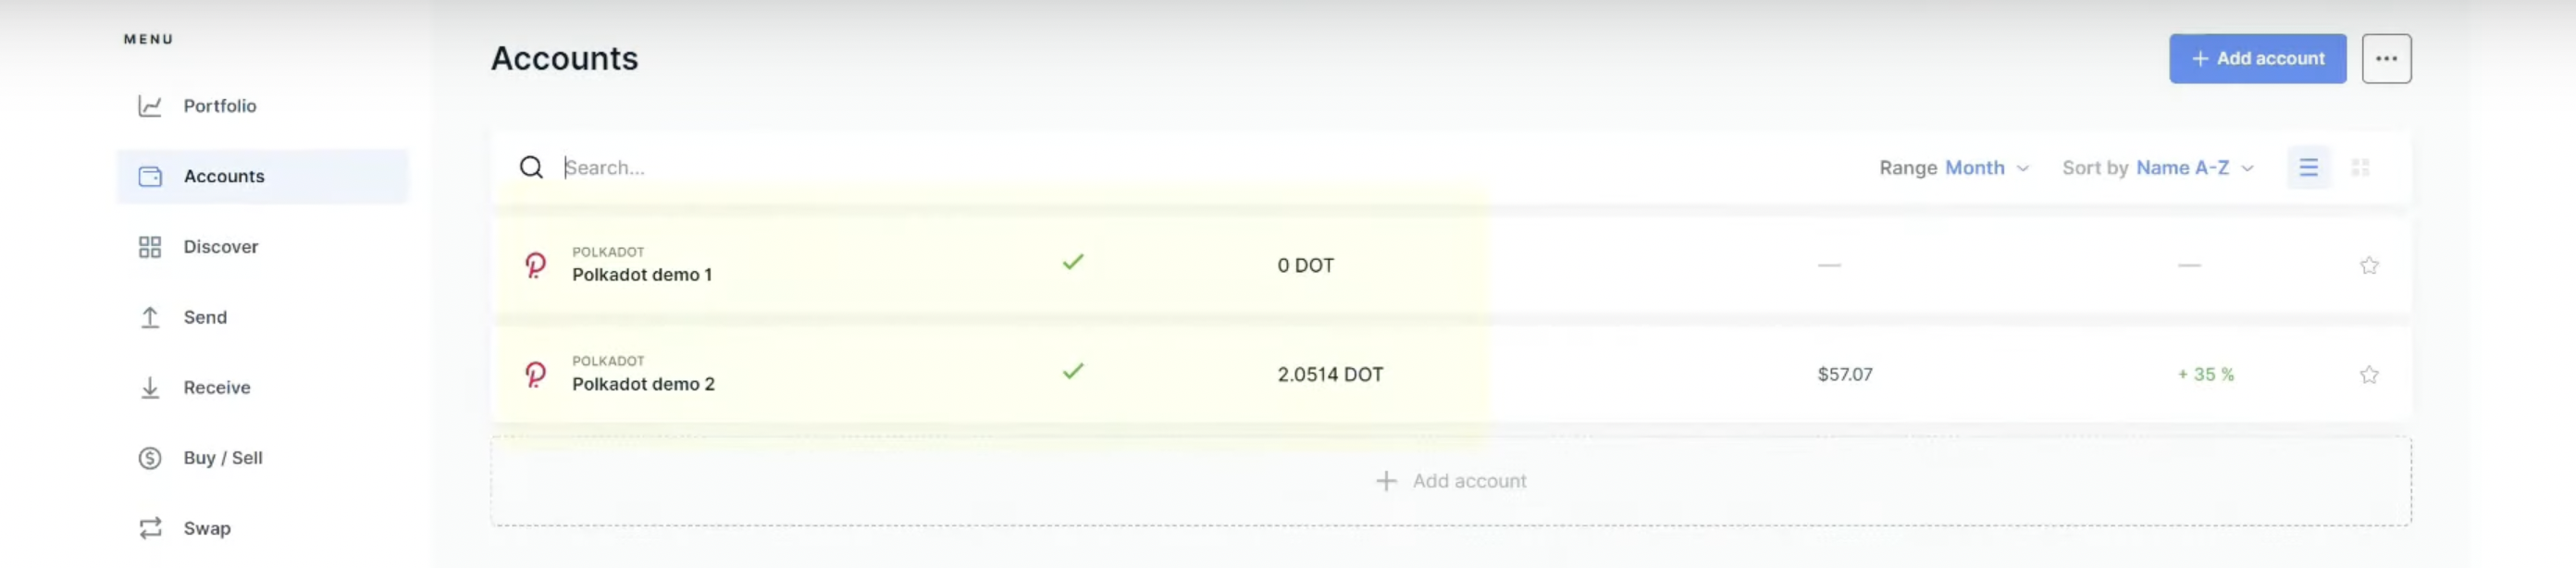 MENU
Portfolio
Accounts
Discover
Send
Receive
Buy / Sell
Swap
Accounts
+ Add account
Search...
Range Month
Sort by Name A-Z
POLKADOT
Polkadot demo 1
0 DOT
—
—
POLKADOT
Polkadot demo 2
2.0514 DOT
$57.07
+ 35 %
+ Add account